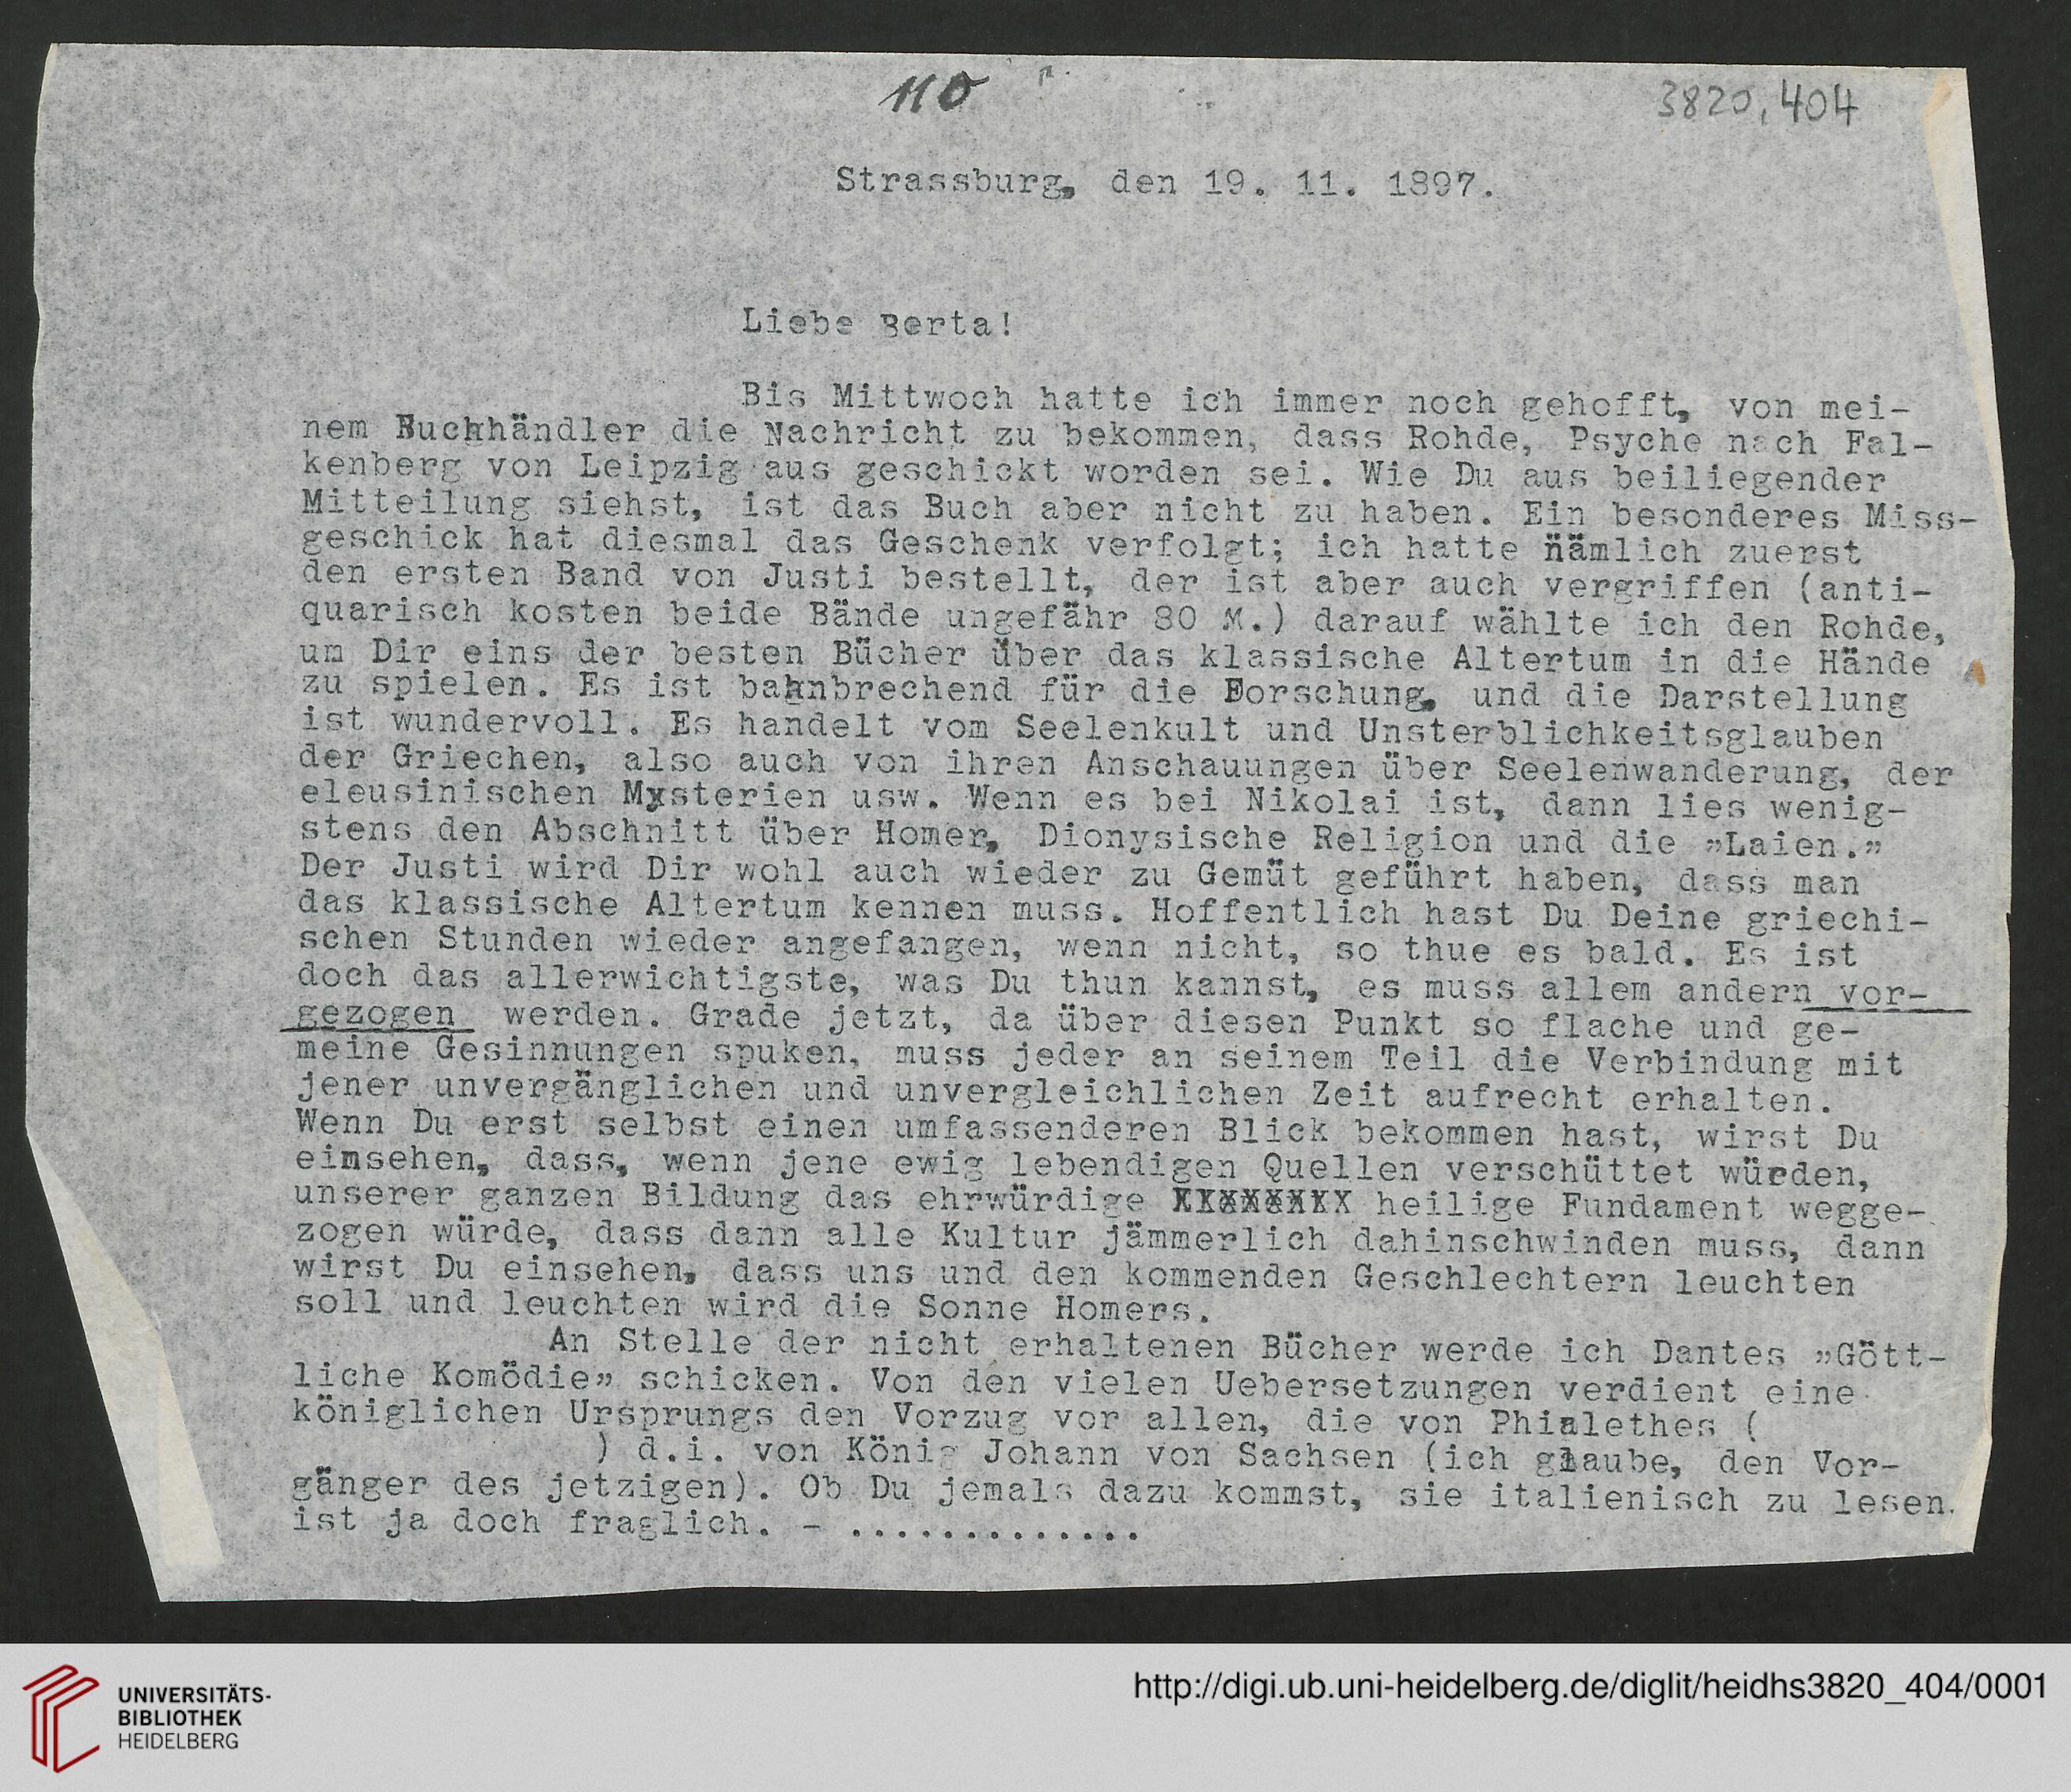 110
3820,404
Strassburg, den 19. 11. 1897.
Liebe Berta!
Bis Mittwoch hatte ich immer noch gehofft, von mei-
nem Buchhändler die Nachricht zu bekommen, dass Rohde, Psyche nach Fal-
kenberg von Leipzig aus geschickt worden sei. Wie Du aus beiliegender
Mitteilung siehst, ist das Buch aber nicht zu haben. Ein besonderes Miss-
geschick hat diesmal das Geschenk verfolgt; ich hatte nämlich zuerst
den ersten Band von Justi bestellt, der ist aber auch vergriffen (anti-
quarisch kosten beide Bände ungefähr 80 M.) darauf wählte ich den Rohde,
um Dir eins der besten Bücher über das klassische Altertum in die Hände
zu spielen. Es ist bahnbrechend für die Forschung, und die Darstellung
ist wundervoll. Es handelt vom Seelenkult und Unsterblichkeitsglauben
der Griechen, also auch von ihren Anschauungen über Seelenwanderung, der
eleusinischen Mysterien usw. Wenn es bei Nikolai ist, dann lies wenig-
stens den Abschnitt über Homer, Dionysische Religion und die »Laien.»
Der Justi wird Dir wohl auch wieder zu Gemüt geführt haben, dass man
das klassische Altertum kennen muss. Hoffentlich hast Du Deine griechi-
schen Stunden wieder angefangen, wenn nicht, so thue es bald. Es ist
doch das allerwichtigste, was Du thun kannst, es muss allem andern vor-
gezogen werden. Grade jetzt, da über diesen Punkt so flache und ge-
meine Gesinnungen spuken, muss jeder an seinem Teil die Verbindung mit
jener unvergänglichen und unvergleichlichen Zeit aufrecht erhalten.
Wenn Du erst selbst einen umfassenderen Blick bekommen hast, wirst Du
einsehen, dass, wenn jene ewig lebendigen Quellen verschüttet würden,
unserer ganzen Bildung das ehrwürdige heilige Fundament wegge-
zogen würde, dass dann alle Kultur jämmerlich dahinschwinden muss, dann
wirst Du einsehen, dass uns und den kommenden Geschlechtern leuchten
soll und leuchten wird die Sonne Homers.
An Stelle der nicht erhaltenen Bücher werde ich Dantes »Gött-
liche Komödie» schicken. Von den vielen Uebersetzungen verdient eine
königlichen Ursprungs den Vorzug vor allen, die von Phialethes (
) d.i. von König Johann von Sachsen (ich glaube, den Vor-
gänger des jetzigen). Ob Du jemals dazu kommst, sie italienisch zu lesen.
ist ja doch fraglich. - .............
UNIVERSITÄTS-
BIBLIOTHEK
HEIDELBERG
http://digi.ub.uni-heidelberg.de/diglit/heidhs3820_404/0001